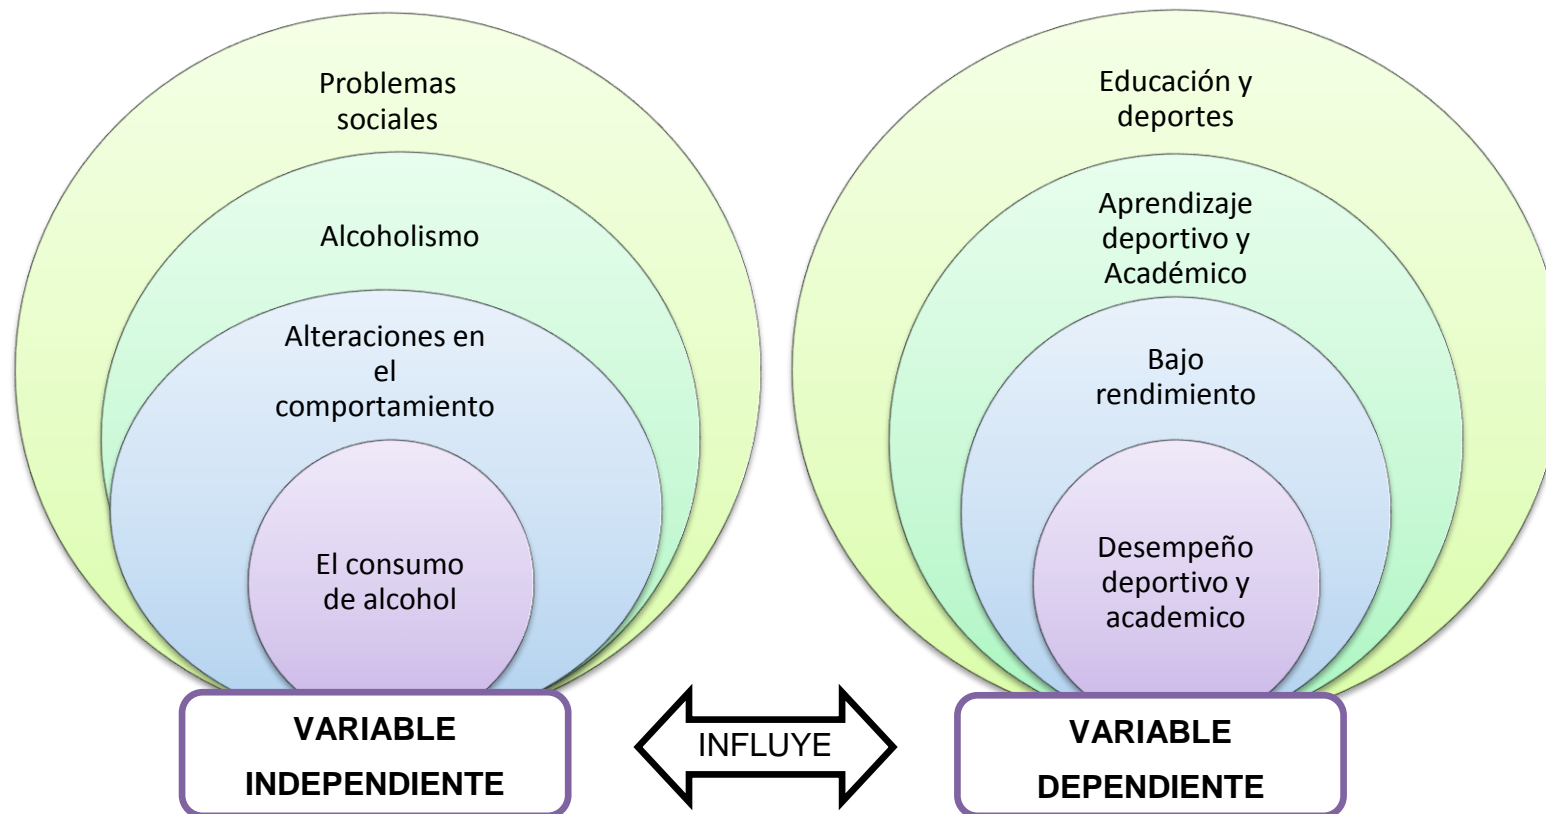 Problemas
sociales
Alcoholismo
Alteraciones en
el
comportamiento
El consumo
de alcohol
VARIABLE
INDEPENDIENTE
INFLUYE
Educación y
deportes
Aprendizaje
deportivo y
Académico
Bajo
rendimiento
Desempeño
deportivo y
academico
VARIABLE
DEPENDIENTE